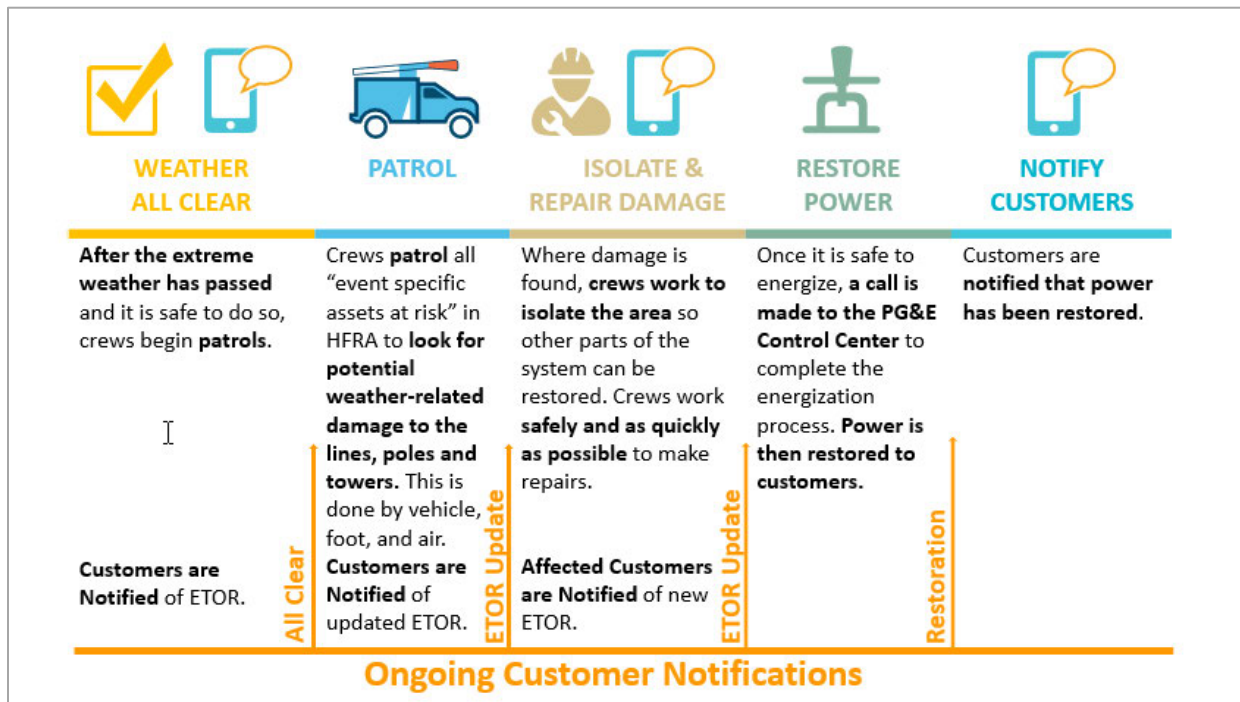 WEATHER
ALL CLEAR
After the extreme
weather has passed
and it is safe to do so,
crews begin patrols.
Customers are
Notified of ETOR.
All Clear
PATROL
Crews patrol all
“event specific
assets at risk” in
HFRA to look for
potential
weather-related
damage to the
lines, poles and
towers. This is
done by vehicle,
foot, and air.
Customers are
Notified of
updated ETOR.
ETOR Update
ISOLATE &
REPAIR DAMAGE
Where damage is
found, crews work to
isolate the area so
other parts of the
system can be
restored. Crews work
safely and as quickly
as possible to make
repairs.
Affected Customers
are Notified of new
ETOR.
ETOR Update
RESTORE
POWER
Once it is safe to
energize, a call is
made to the PG&E
Control Center to
complete the
energization
process. Power is
then restored to
customers.
Restoration
NOTIFY
CUSTOMERS
Customers are
notified that power
has been restored.
Ongoing Customer Notifications